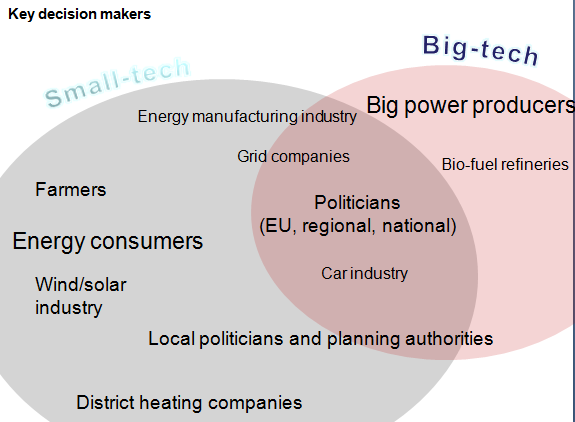 Key decision makers
Small-tech
Big-tech
Big power producers
Energy manufacturing industry
Grid companies
Bio-fuel refineries
Farmers
Politicians
(EU, regional, national)
Energy consumers
Car industry
Wind/solar
industry
Local politicians and planning authorities
District heating companies